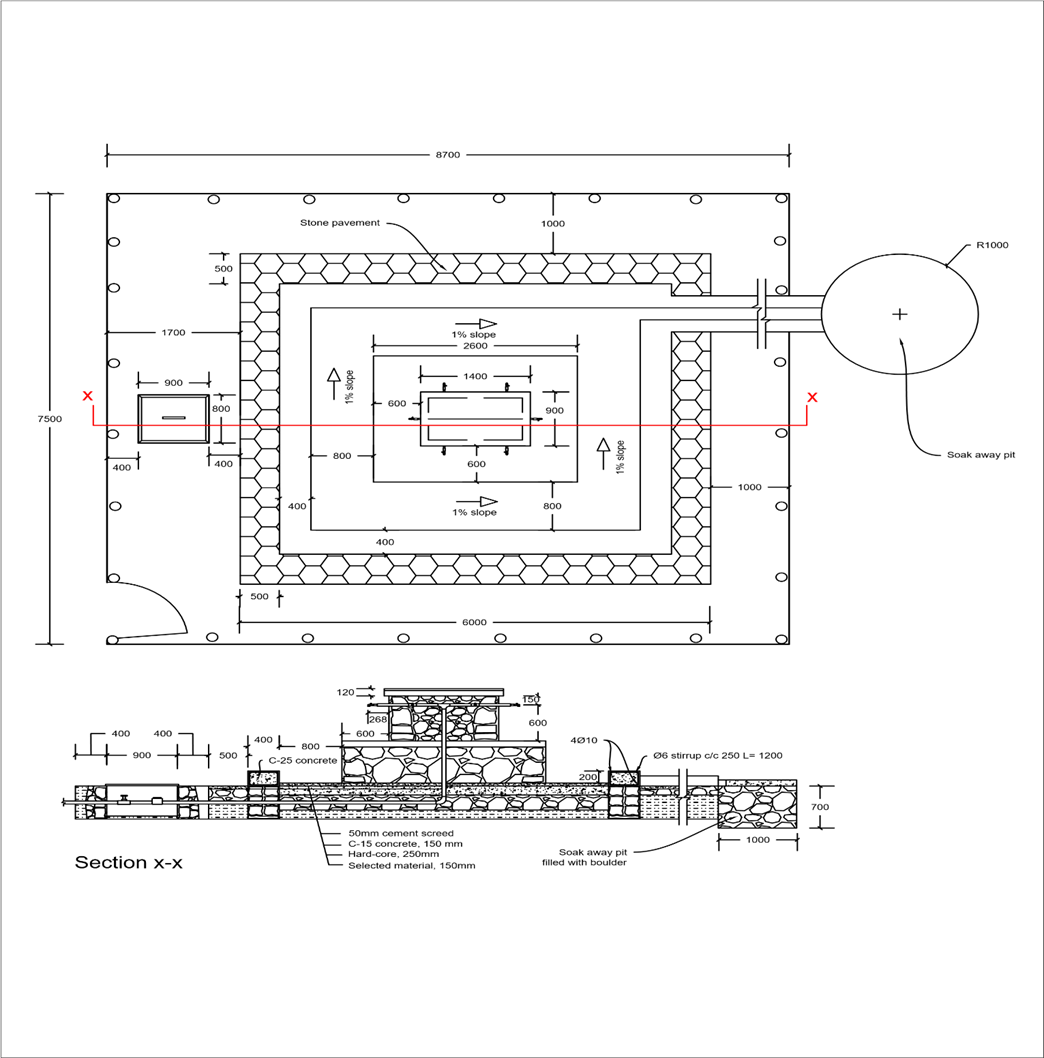 8700
Stone pavement
1000
R1000
500
1700
1% slope
2600
1400
1% slope
900
600
900
x
x
800
7500
1% slope
Soak away pit
400
400
800
600
1000
400
1% slope
800
400
500
6000
120
150
268
600
400
400
400
600
900
500
800
4Ø10
C-25 concrete
Ø6 stirrup c/c 250 L= 1200
200
700
50mm cement screed
C-15 concrete, 150 mm
Hard-core, 250mm
Selected material, 150mm
Soak away pit
filled with boulder
1000
Section x-x